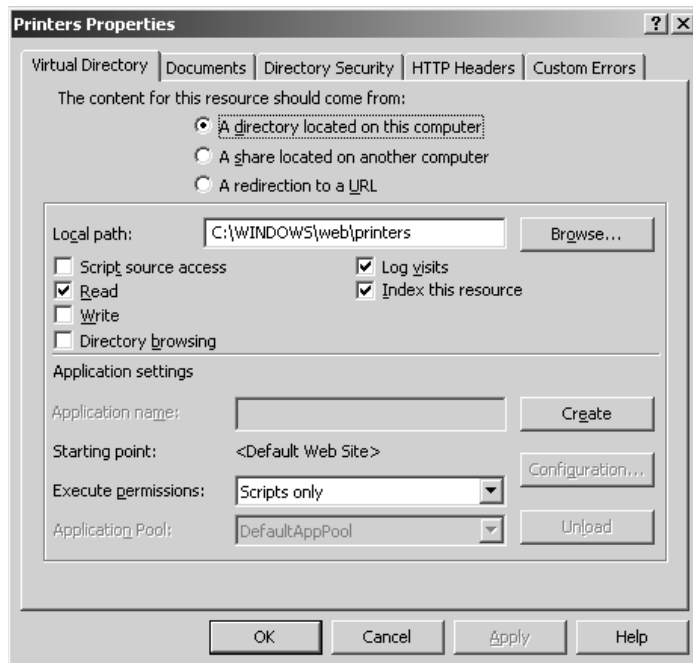 Printers Properties
Virtual Directory
Documents
Directory Security
HTTP Headers
Custom Errors
The content for this resource should come from:
A directory located on this computer
A share located on another computer
A redirection to a URL
Local path:
C:\WINDOWS\web\printers
Browse...
Script source access
Log visits
Read
Index this resource
Write
Directory browsing
Application settings
Application name:
Create
Starting point:
<Default Web Site>
Configuration...
Execute permissions:
Scripts only
Application Pool:
DefaultAppPool
Unload
OK
Cancel
Apply
Help